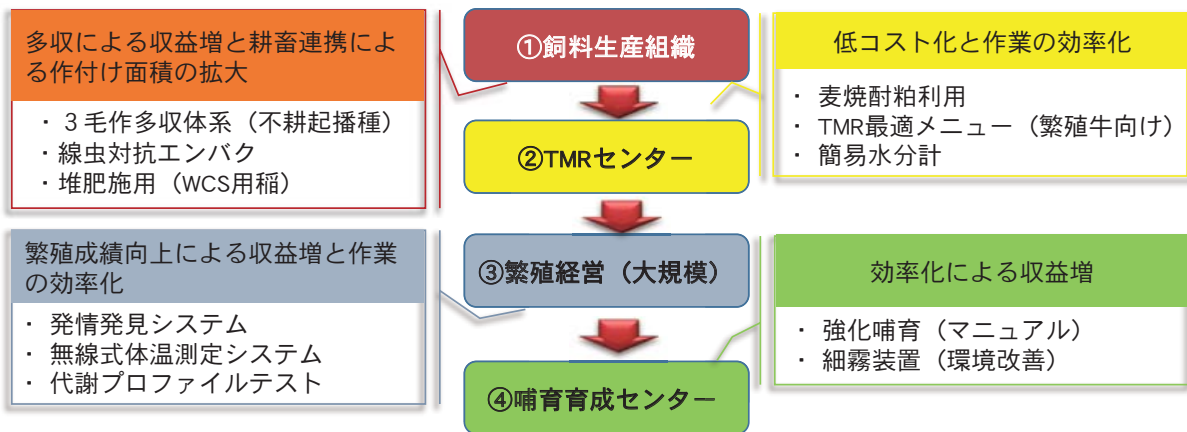 多収による収益増と耕畜連携によ
る作付け面積の拡大
・３毛作多収体系（不耕起播種）
・線虫対抗エンバク
・堆肥施用（WCS用稲）
①飼料生産組織
低コスト化と作業の効率化
・ 麦焼酎粕利用
・ TMR最適メニュー（繁殖牛向け）
・ 簡易水分計
②TMRセンター
繁殖成績向上による収益増と作業
の効率化
・ 発情発見システム
・ 無線式体温測定システム
・ 代謝プロファイルテスト
③繁殖経営（大規模）
効率化による収益増
・ 強化哺育（マニュアル）
・ 細霧装置（環境改善）
④哺育育成センター